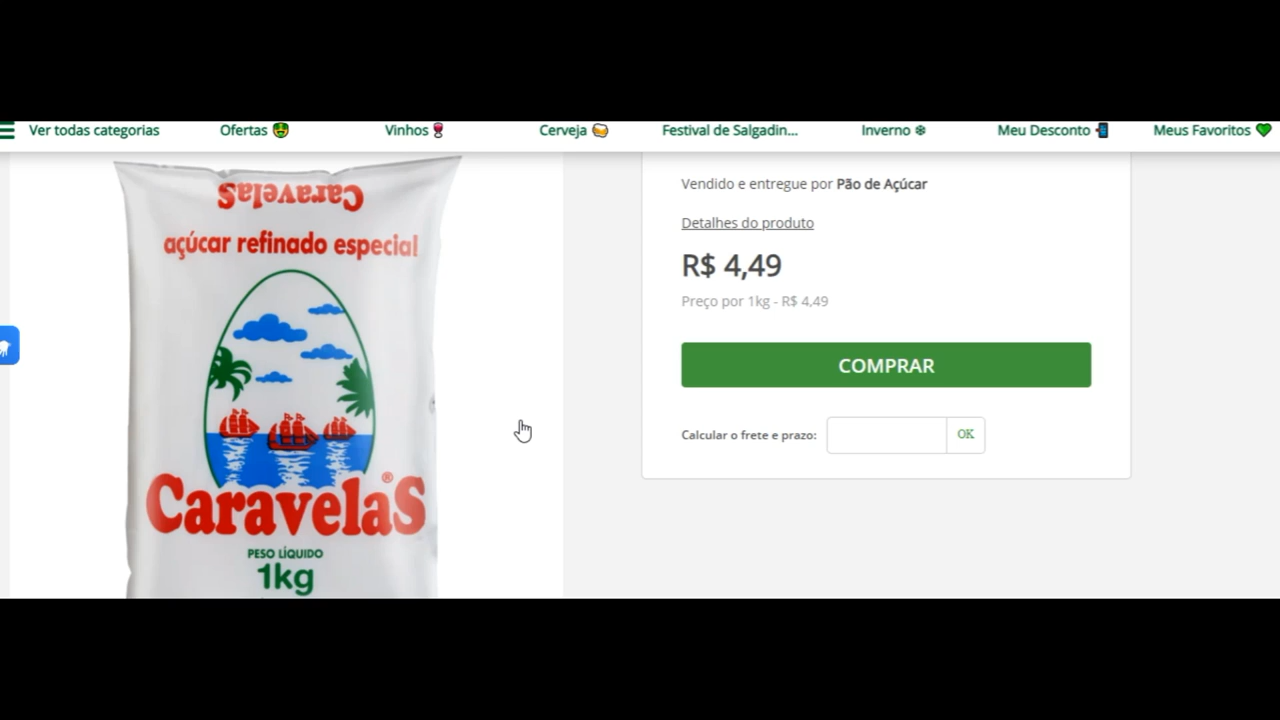 Ver todas categorias
Ofertas
Vinhos
Cerveja
Festival de Salgadin...
Inverno
Meu Desconto
Meus Favoritos
Caravelas
açúcar refinado especial
Caravelas®
PESO LÍQUIDO
1kg
Vendido e entregue por Pão de Açúcar
Detalhes do produto
R$ 4,49
Preço por 1kg - R$ 4,49
COMPRAR
Calcular o frete e prazo:
OK